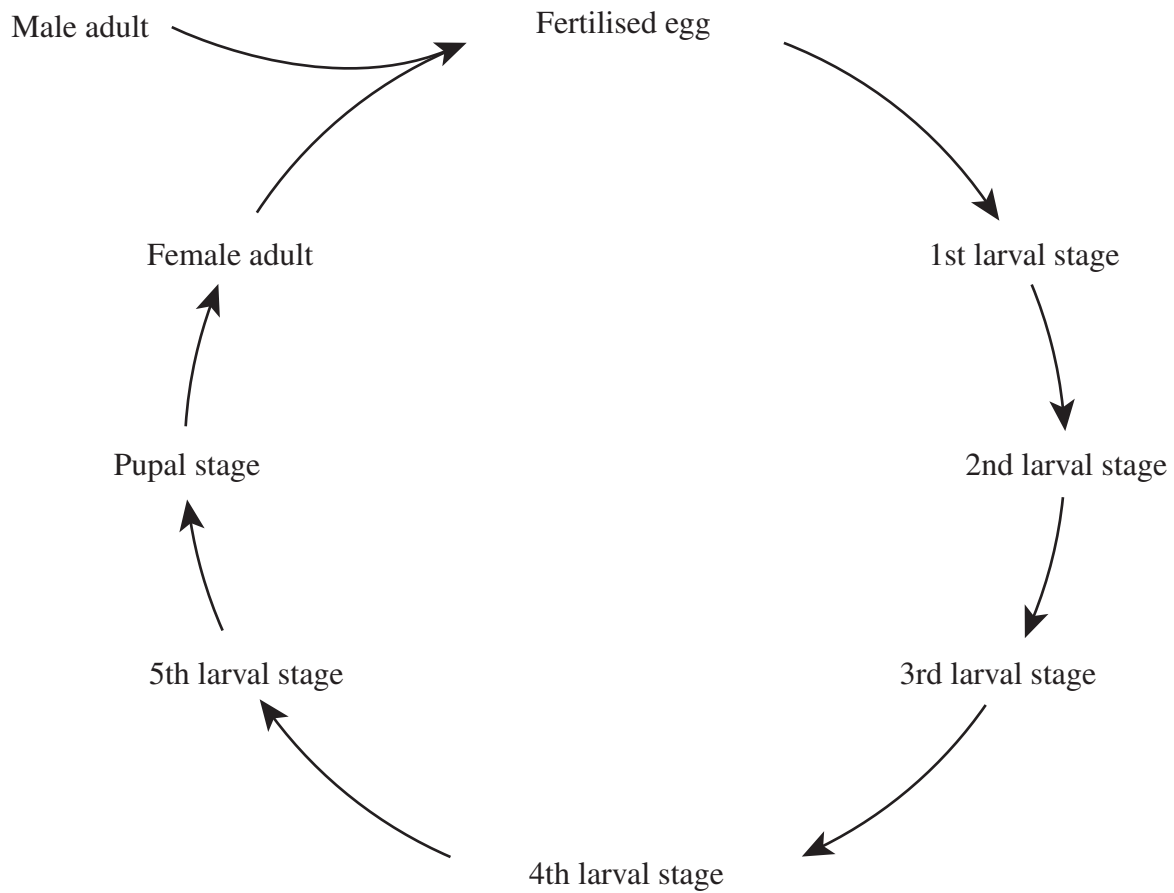 Male adult
Fertilised egg
Female adult
1st larval stage
Pupal stage
2nd larval stage
5th larval stage
3rd larval stage
4th larval stage